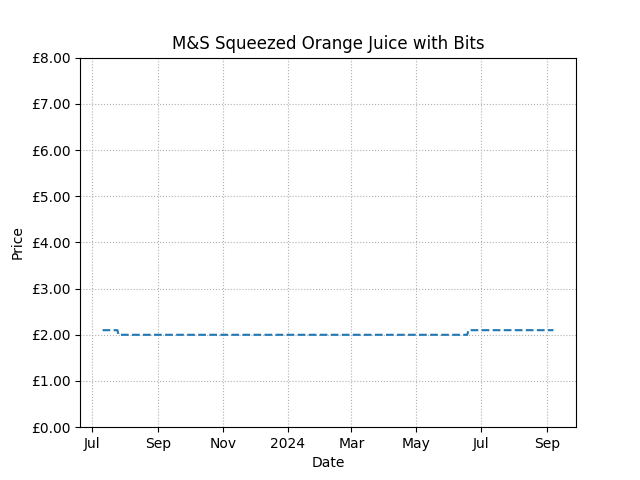 M&S Squeezed Orange Juice with Bits
£8.00
£7.00
£6.00
£5.00
£4.00
£3.00
£2.00
£1.00
£0.00
Price
Jul Sep Nov 2024 Mar May Jul Sep
Date